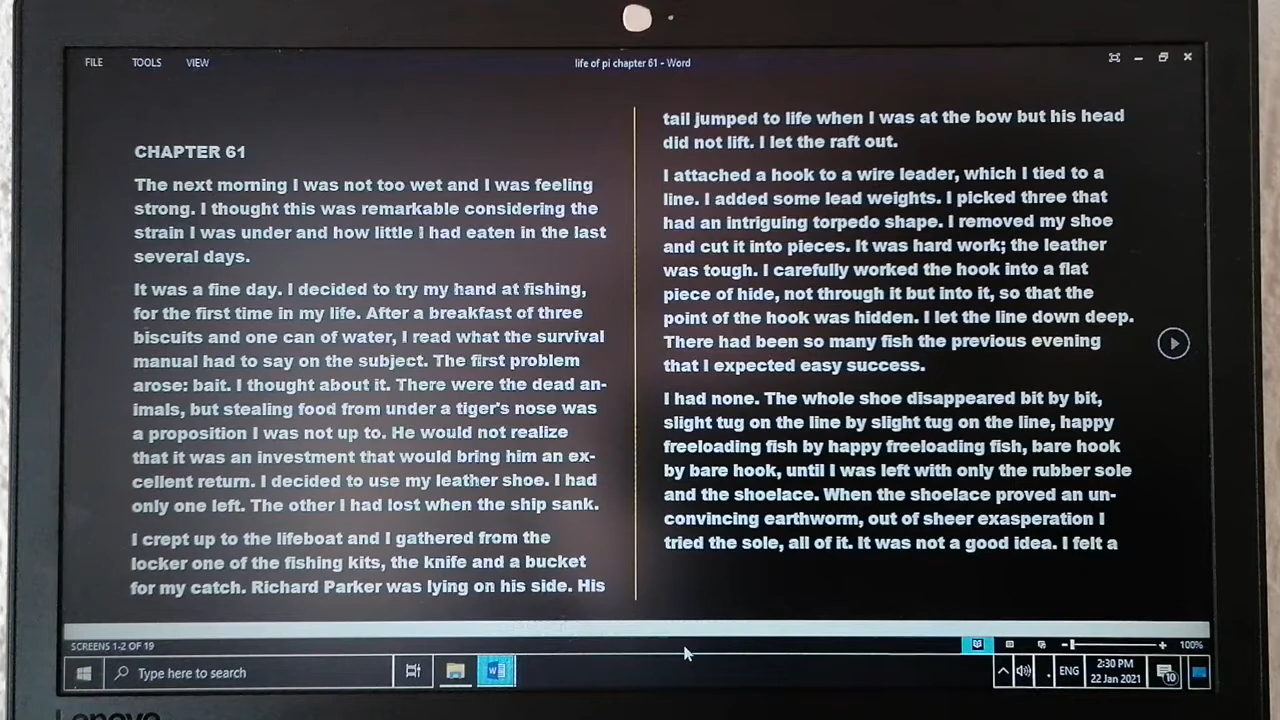 FILE TOOLS VIEW life of pi chapter 61 - Word
CHAPTER 61
The next morning I was not too wet and I was feeling
strong. I thought this was remarkable considering the
strain I was under and how little I had eaten in the last
several days.
It was a fine day. I decided to try my hand at fishing,
for the first time in my life. After a breakfast of three
biscuits and one can of water, I read what the survival
manual had to say on the subject. The first problem
arose: bait. I thought about it. There were the dead an-
imals, but stealing food from under a tiger's nose was
a proposition I was not up to. He would not realize
that it was an investment that would bring him an ex-
cellent return. I decided to use my leather shoe. I had
only one left. The other I had lost when the ship sank.
I crept up to the lifeboat and I gathered from the
locker one of the fishing kits, the knife and a bucket
for my catch. Richard Parker was lying on his side. His
tail jumped to life when I was at the bow but his head
did not lift. I let the raft out.
I attached a hook to a wire leader, which I tied to a
line. I added some lead weights. I picked three that
had an intriguing torpedo shape. I removed my shoe
and cut it into pieces. It was hard work; the leather
was tough. I carefully worked the hook into a flat
piece of hide, not through it but into it, so that the
point of the hook was hidden. I let the line down deep.
There had been so many fish the previous evening
that I expected easy success.
I had none. The whole shoe disappeared bit by bit,
slight tug on the line by slight tug on the line, happy
freeloading fish by happy freeloading fish, bare hook
by bare hook, until I was left with only the rubber sole
and the shoelace. When the shoelace proved an un-
convincing earthworm, out of sheer exasperation I
tried the sole, all of it. It was not a good idea. I felt a
SCREENS 1-2 OF 19
100%
Type here to search
ENG
2:30 PM
22 Jan 2021
10
Lenovo